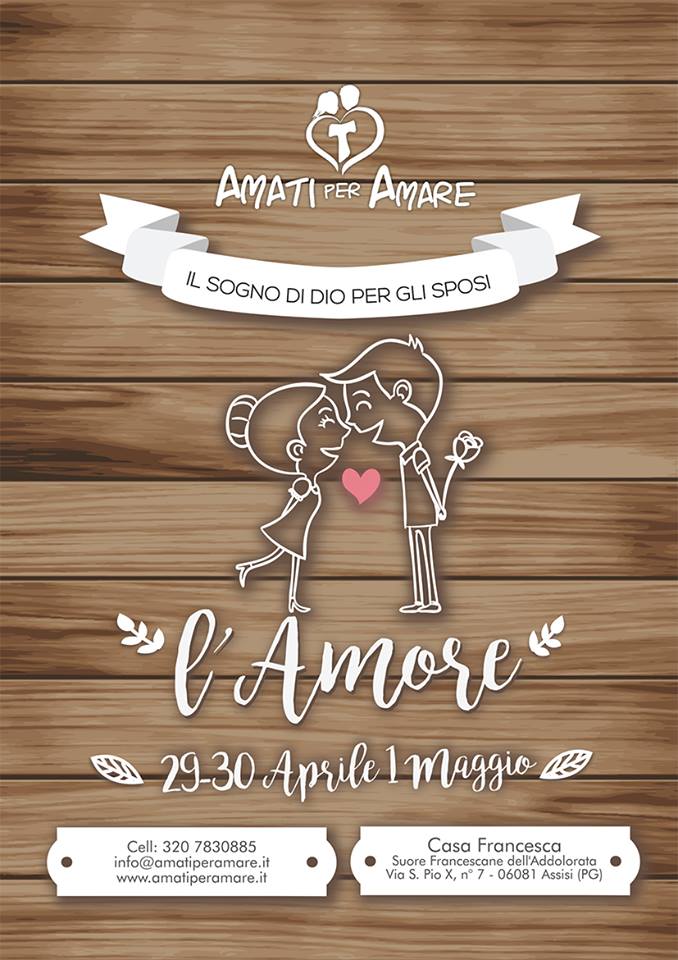 AMATI PER AMARE
IL SOGNO DI DIO PER GLI SPOSI
l'Amore
29-30 Aprile 1 Maggio
Cell: 320 7830885
info@amatiperamare.it
www.amatiperamare.it
Casa Francesca
Suore Francescane dell'Addolorata
Via S. Pio X, n° 7 - 06081 Assisi (PG)